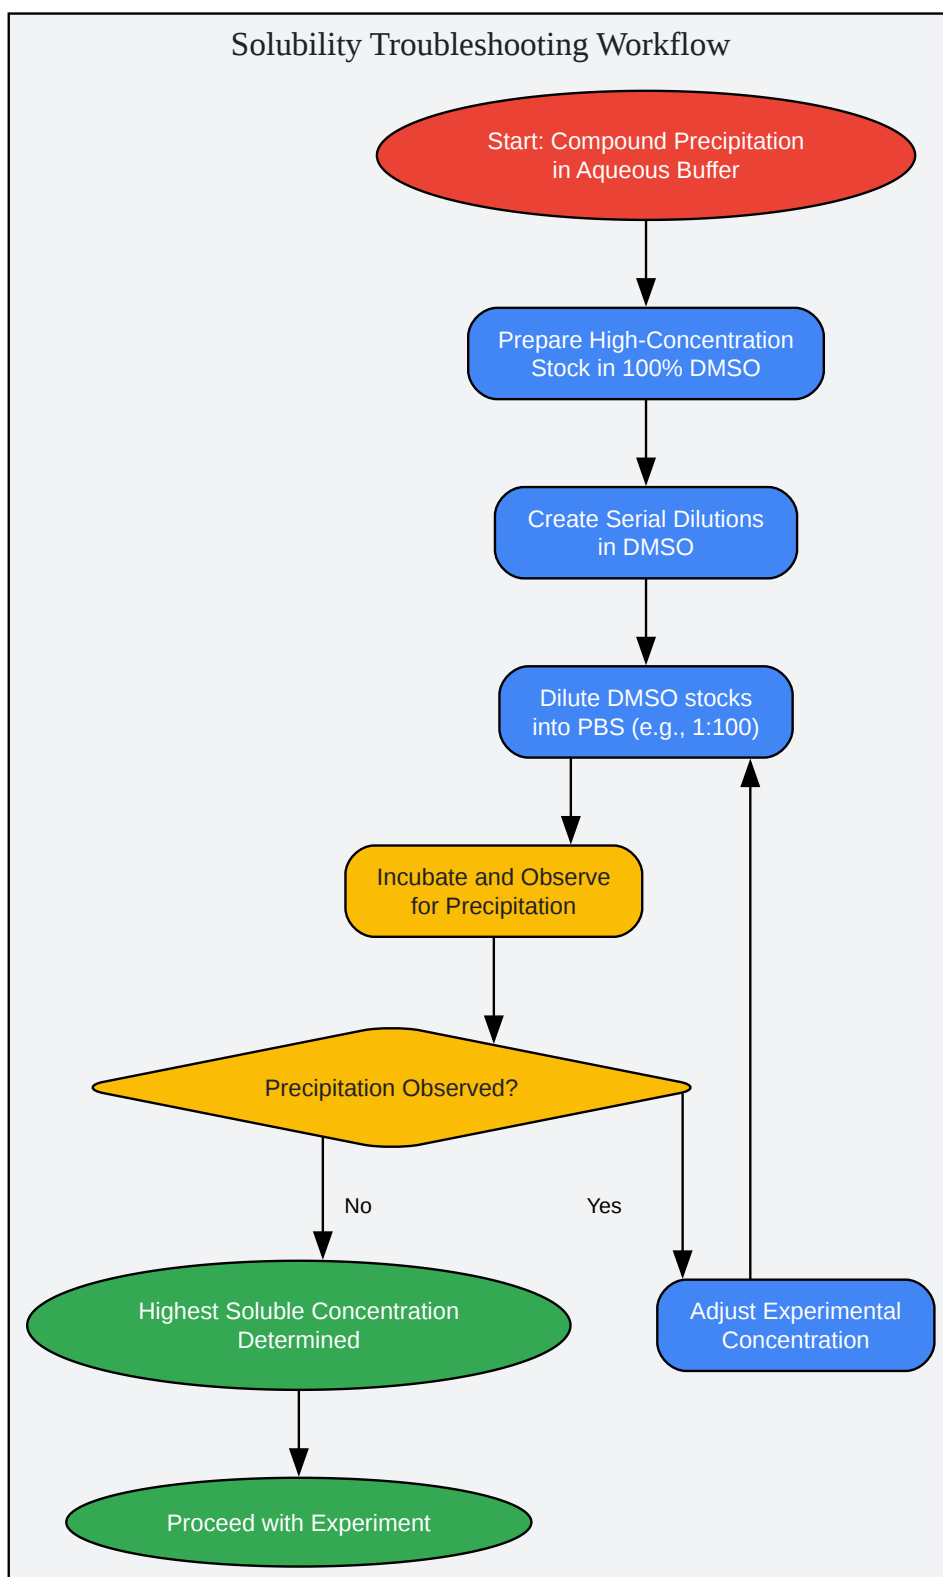 Solubility Troubleshooting Workflow
Start: Compound Precipitation
in Aqueous Buffer
Prepare High-Concentration
Stock in 100% DMSO
Create Serial Dilutions
in DMSO
Dilute DMSO stocks
into PBS (e.g., 1:100)
Incubate and Observe
for Precipitation
Precipitation Observed?
No
Yes
Highest Soluble Concentration
Determined
Adjust Experimental
Concentration
Proceed with Experiment